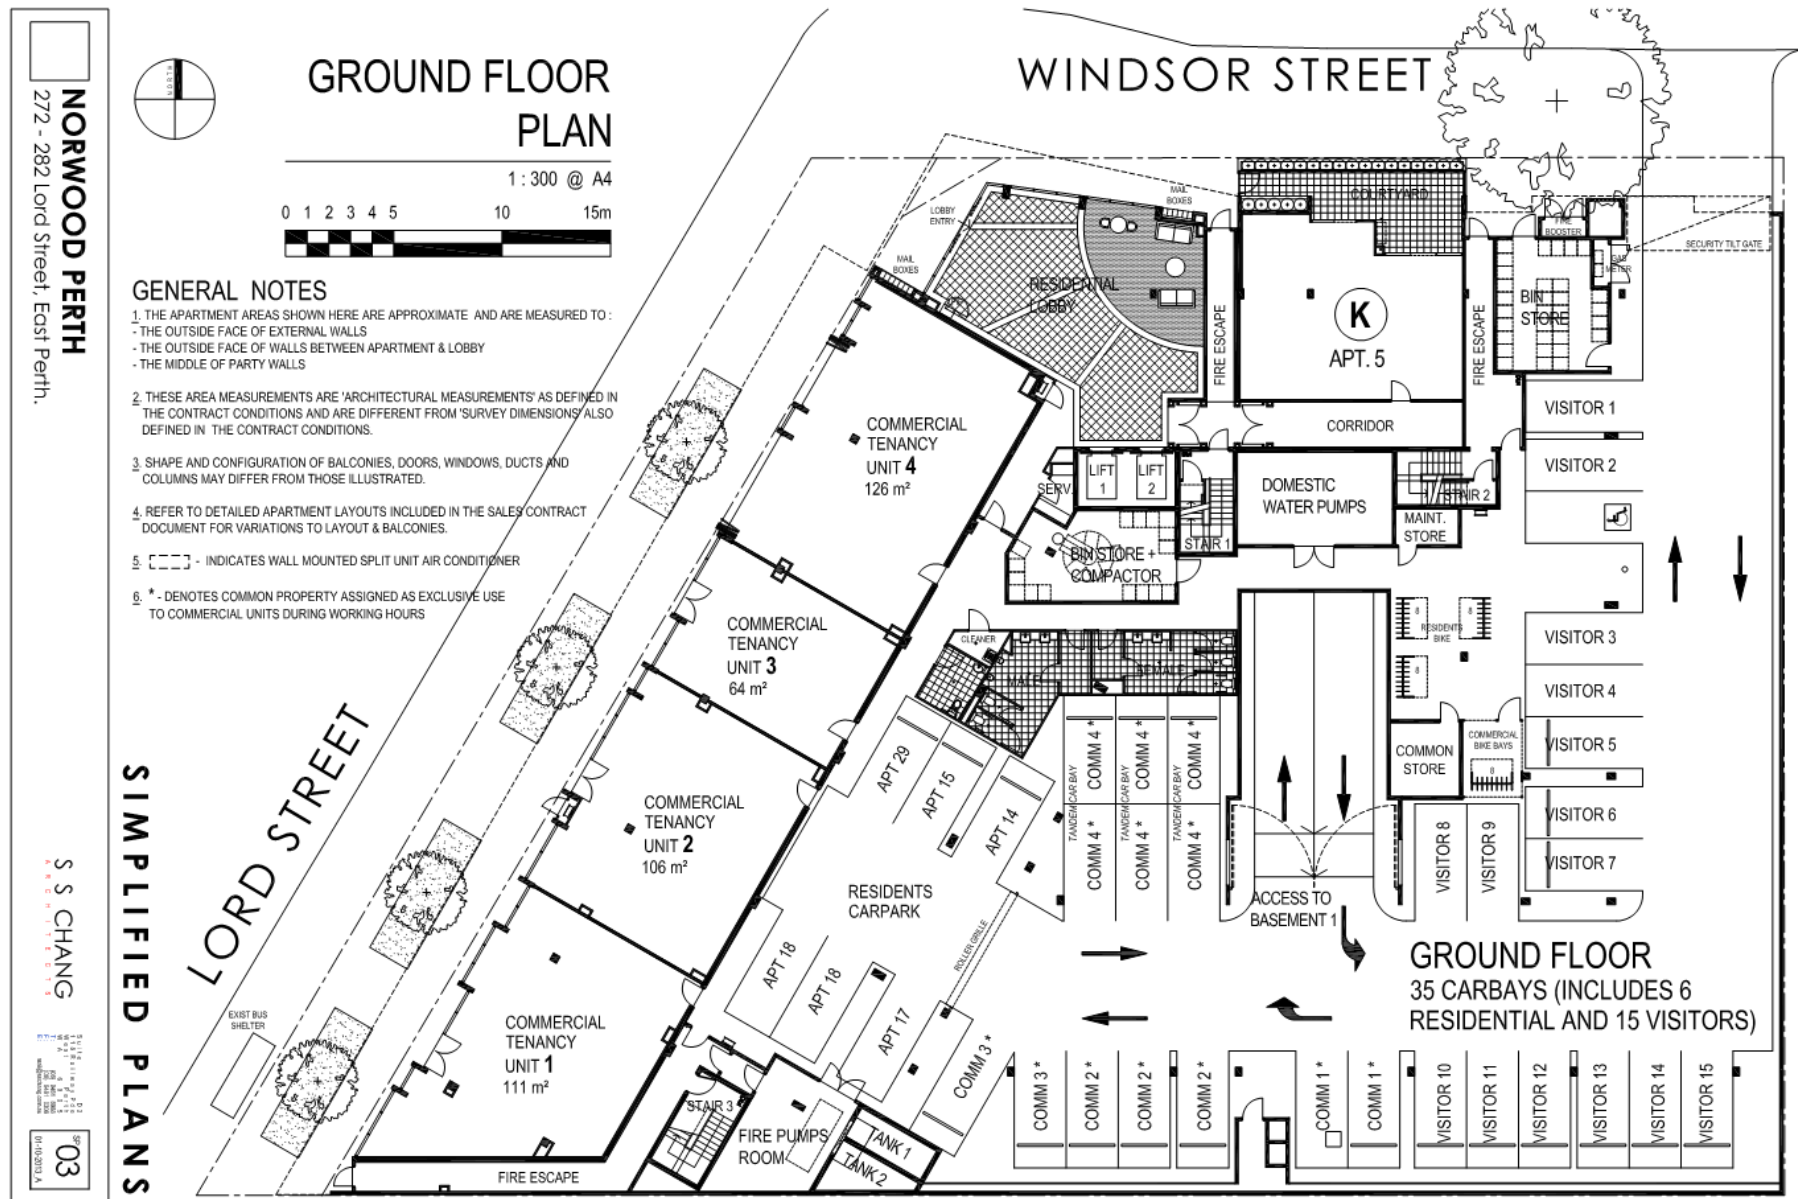 NORWOOD PERTH
272 - 282 Lord Street, East Perth.
S S CHANG
ARCHITECTS
SP
03
01-10-2013 A
SIMPLIFIED PLANS
GROUND FLOOR
PLAN
1 : 300 @ A4
0 1 2 3 4 5 10 15m
GENERAL NOTES
1. THE APARTMENT AREAS SHOWN HERE ARE APPROXIMATE AND ARE MEASURED TO :
- THE OUTSIDE FACE OF EXTERNAL WALLS
- THE OUTSIDE FACE OF WALLS BETWEEN APARTMENT & LOBBY
- THE MIDDLE OF PARTY WALLS
2. THESE AREA MEASUREMENTS ARE 'ARCHITECTURAL MEASUREMENTS' AS DEFINED IN
THE CONTRACT CONDITIONS AND ARE DIFFERENT FROM 'SURVEY DIMENSIONS' ALSO
DEFINED IN THE CONTRACT CONDITIONS.
3. SHAPE AND CONFIGURATION OF BALCONIES, DOORS, WINDOWS, DUCTS AND
COLUMNS MAY DIFFER FROM THOSE ILLUSTRATED.
4. REFER TO DETAILED APARTMENT LAYOUTS INCLUDED IN THE SALES CONTRACT
DOCUMENT FOR VARIATIONS TO LAYOUT & BALCONIES.
5. - INDICATES WALL MOUNTED SPLIT UNIT AIR CONDITIONER
6. * - DENOTES COMMON PROPERTY ASSIGNED AS EXCLUSIVE USE
TO COMMERCIAL UNITS DURING WORKING HOURS
WINDSOR STREET
LORD STREET
EXIST BUS
SHELTER
LOBBY
ENTRY
MAIL
BOXES
MAIL
BOXES
RESIDENTIAL
LOBBY
FIRE ESCAPE
COURTYARD
K
APT. 5
FIRE ESCAPE
FIRE
BOOSTER
GAS
METER
SECURITY TILT GATE
BIN
STORE
CORRIDOR
COMMERCIAL
TENANCY
UNIT 4
126 m²
SERV.
LIFT
1
LIFT
2
STAIR 1
DOMESTIC
WATER PUMPS
STAIR 2
MAINT.
STORE
BIN STORE +
COMPACTOR
VISITOR 1
VISITOR 2
VISITOR 3
VISITOR 4
VISITOR 5
VISITOR 6
VISITOR 7
RESIDENTS
BIKE
8
8
8
COMMERCIAL
TENANCY
UNIT 3
64 m²
CLEANER
MALE
FEMALE
COMMON
STORE
COMMERCIAL
BIKE BAYS
8
APT 29
APT 15
APT 14
TANDEM CAR BAY
COMM 4 *
COMM 4 *
TANDEM CAR BAY
COMM 4 *
COMM 4 *
TANDEM CAR BAY
COMM 4 *
COMM 4 *
VISITOR 8
VISITOR 9
COMMERCIAL
TENANCY
UNIT 2
106 m²
RESIDENTS
CARPARK
ACCESS TO
BASEMENT 1
ROLLER GRILLE
APT 18
APT 18
APT 17
COMM 3 *
GROUND FLOOR
35 CARBAYS (INCLUDES 6
RESIDENTIAL AND 15 VISITORS)
COMMERCIAL
TENANCY
UNIT 1
111 m²
STAIR 3
FIRE PUMPS
ROOM
TANK 1
TANK 2
FIRE ESCAPE
COMM 3 *
COMM 2 *
COMM 2 *
COMM 2 *
COMM 1 *
COMM 1 *
VISITOR 10
VISITOR 11
VISITOR 12
VISITOR 13
VISITOR 14
VISITOR 15